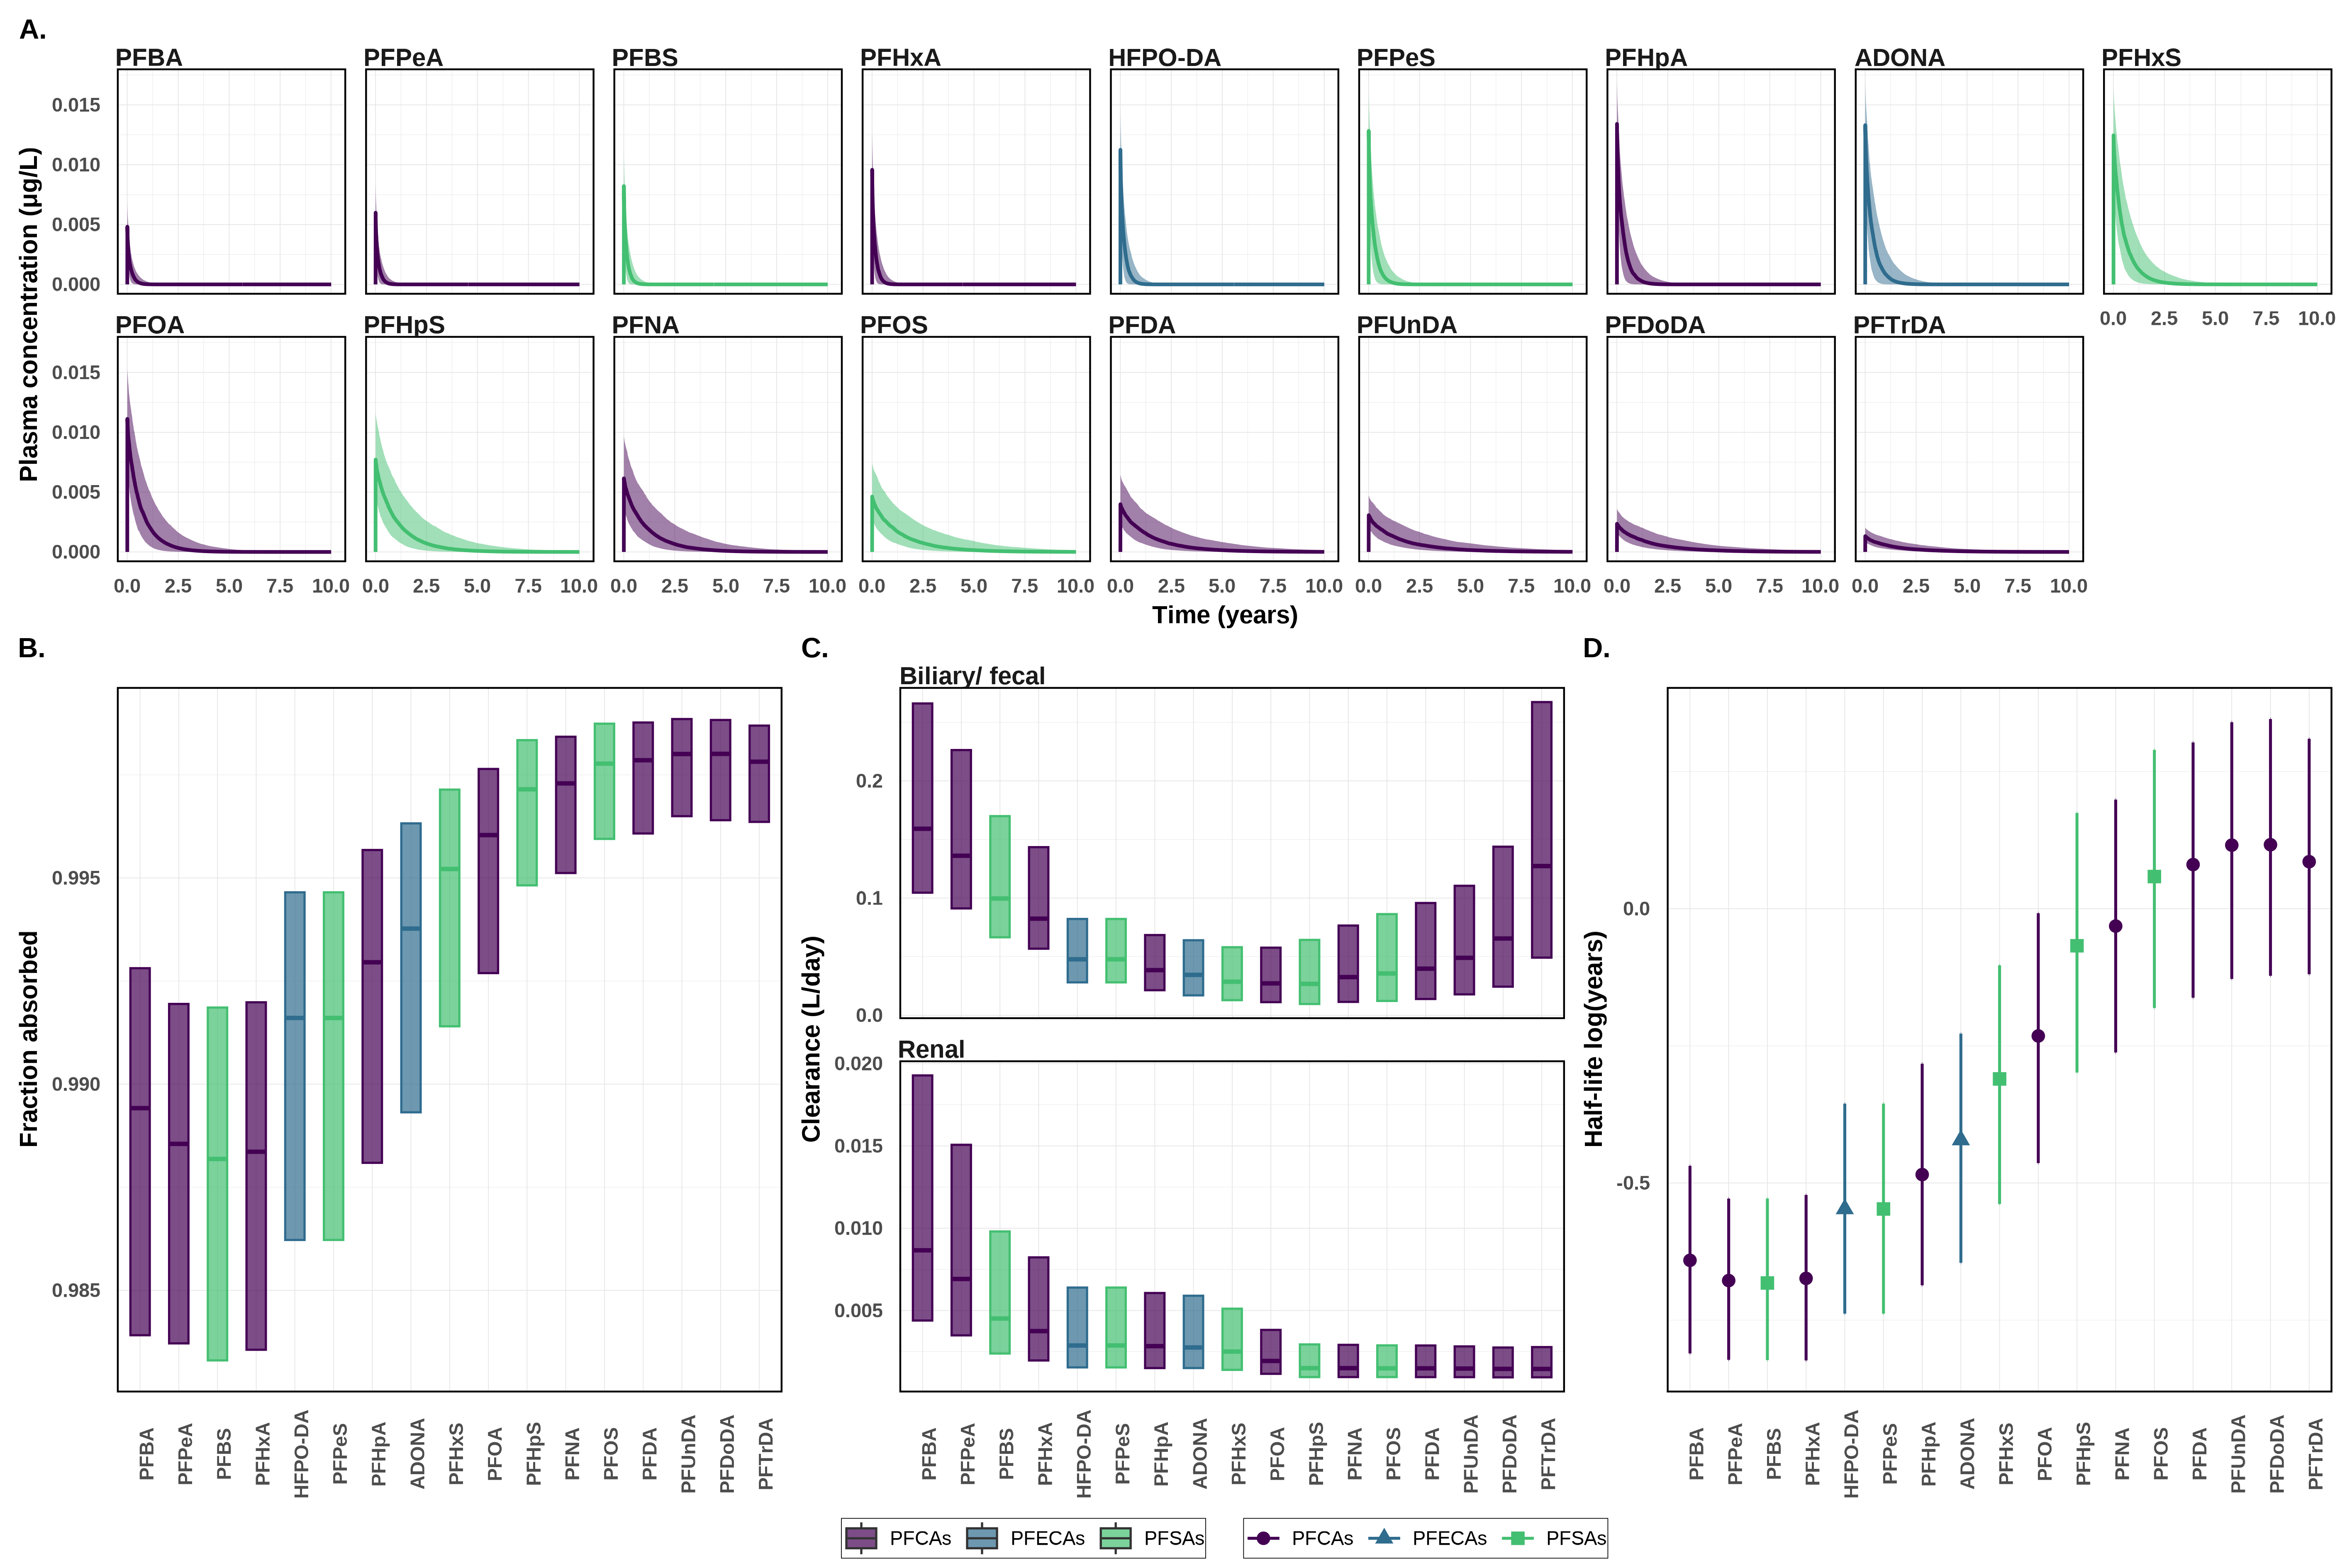 A.
PFBA PFPeA PFBS PFHxA HFPO-DA PFPeS PFHpA ADONA PFHxS
0.015
0.010
0.005
0.000
0.0 2.5 5.0 7.5 10.0
PFOA PFHpS PFNA PFOS PFDA PFUnDA PFDoDA PFTrDA
0.015
0.010
0.005
0.000
0.0 2.5 5.0 7.5 10.0 0.0 2.5 5.0 7.5 10.0 0.0 2.5 5.0 7.5 10.0 0.0 2.5 5.0 7.5 10.0 0.0 2.5 5.0 7.5 10.0 0.0 2.5 5.0 7.5 10.0 0.0 2.5 5.0 7.5 10.0 0.0 2.5 5.0 7.5 10.0
Plasma concentration (µg/L)
Time (years)
B.
Fraction absorbed
0.995
0.990
0.985
PFBA PFPeA PFBS PFHxA HFPO-DA PFPeS PFHpA ADONA PFHxS PFOA PFHpS PFNA PFOS PFDA PFUnDA PFDoDA PFTrDA
C.
Clearance (L/day)
Biliary/ fecal
0.2
0.1
0.0
Renal
0.020
0.015
0.010
0.005
PFBA PFPeA PFBS PFHxA HFPO-DA PFPeS PFHpA ADONA PFHxS PFOA PFHpS PFNA PFOS PFDA PFUnDA PFDoDA PFTrDA
D.
Half-life log(years)
0.0
-0.5
PFBA PFPeA PFBS PFHxA HFPO-DA PFPeS PFHpA ADONA PFHxS PFOA PFHpS PFNA PFOS PFDA PFUnDA PFDoDA PFTrDA
PFCAs PFECAs PFSAs
PFCAs PFECAs PFSAs